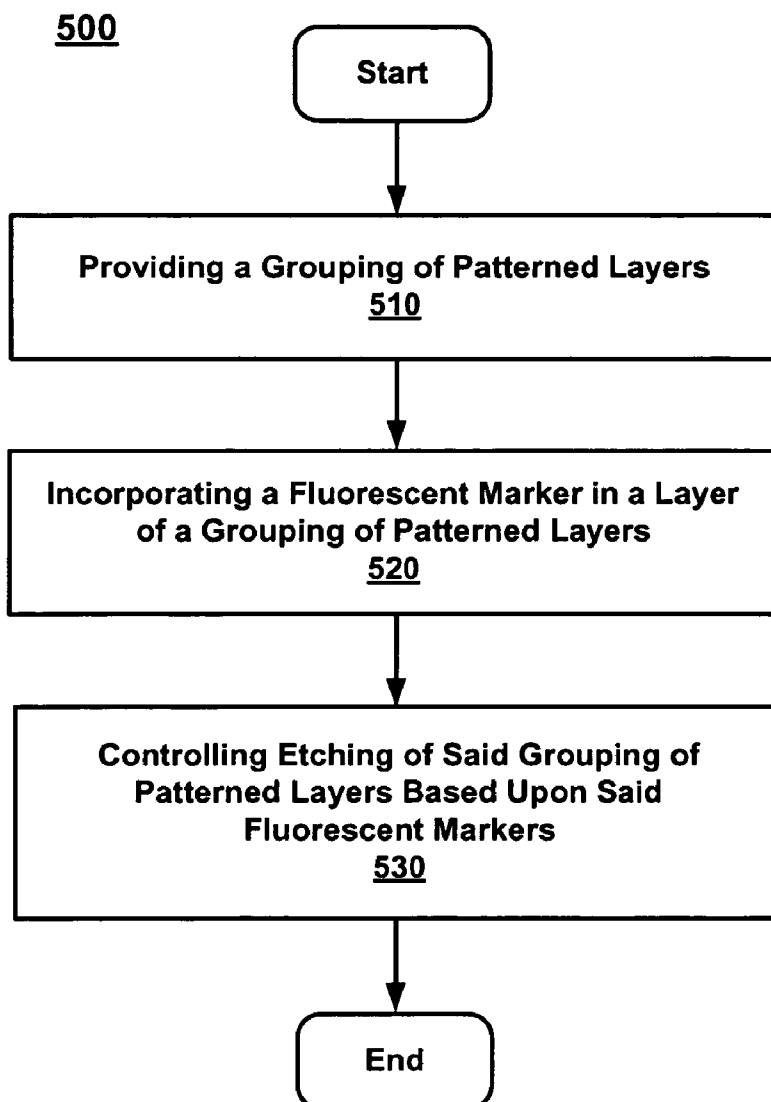 500
Start
Providing a Grouping of Patterned Layers
510
Incorporating a Fluorescent Marker in a Layer
of a Grouping of Patterned Layers
520
Controlling Etching of Said Grouping of
Patterned Layers Based Upon Said
Fluorescent Markers
530
End